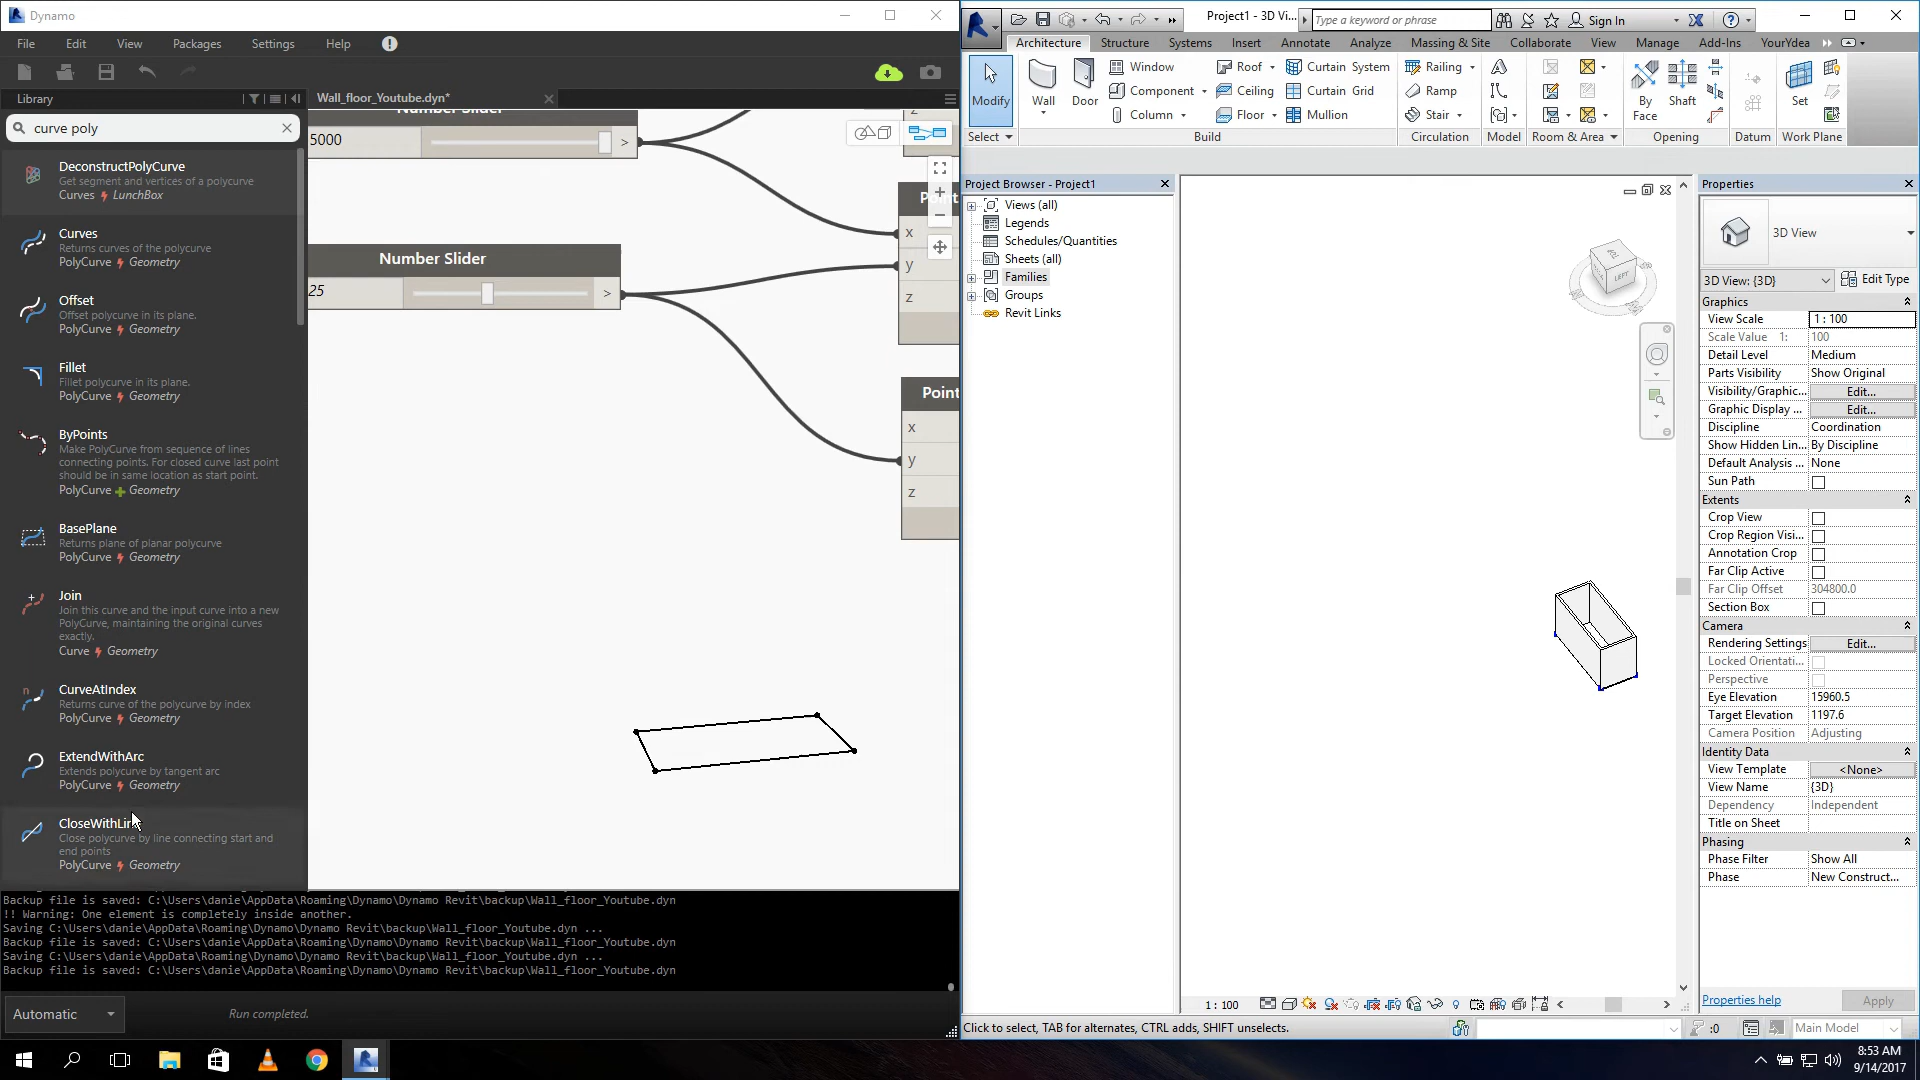 Dynamo
File Edit View Packages Settings Help
Library
Wall_floor_Youtube.dyn*
curve poly
DeconstructPolyCurve
Get segment and vertices of a polycurve
Curves LunchBox
Curves
Returns curves of the polycurve
PolyCurve Geometry
Offset
Offset polycurve in its plane.
PolyCurve Geometry
Fillet
Fillet polycurve in its plane.
PolyCurve Geometry
ByPoints
Make PolyCurve from sequence of lines
connecting points. For closed curve last point
should be in same location as start point.
PolyCurve Geometry
BasePlane
Returns plane of planar polycurve
PolyCurve Geometry
Join
Join this curve and the input curve into a new
PolyCurve, maintaining the original curves
exactly.
Curve Geometry
CurveAtIndex
Returns curve of the polycurve by index
PolyCurve Geometry
ExtendWithArc
Extends polycurve by tangent arc
PolyCurve Geometry
Close polycurve by line connecting start and
end points
PolyCurve Geometry
Number Slider
5000 >
Number Slider
25 >
x
y
z
Point
x
y
z
Backup file is saved: C:\Users\danie\AppData\Roaming\Dynamo\Dynamo Revit\backup\Wall_floor_Youtube.dyn
!! Warning: One element is completely inside another.
Saving C:\Users\danie\AppData\Roaming\Dynamo\Dynamo Revit\backup\Wall_floor_Youtube.dyn ...
Backup file is saved: C:\Users\danie\AppData\Roaming\Dynamo\Dynamo Revit\backup\Wall_floor_Youtube.dyn
Saving C:\Users\danie\AppData\Roaming\Dynamo\Dynamo Revit\backup\Wall_floor_Youtube.dyn ...
Backup file is saved: C:\Users\danie\AppData\Roaming\Dynamo\Dynamo Revit\backup\Wall_floor_Youtube.dyn
Automatic
Run completed.
Project1 - 3D Vi...
Type a keyword or phrase
Sign In
Architecture Structure Systems Insert Annotate Analyze Massing & Site Collaborate View Manage Add-Ins YourYdea
Modify
Wall
Door
Window
Component
Column
Roof
Ceiling
Floor
Curtain System
Curtain Grid
Mullion
Railing
Ramp
Stair
By
Face
Shaft
Set
Select Build Circulation Model Room & Area Opening Datum Work Plane
Project Browser - Project1
Views (all)
Legends
Schedules/Quantities
Sheets (all)
Families
Groups
Revit Links
LEFT
Properties
3D View
3D View: {3D} Edit Type
Graphics
View Scale 1 : 100
Scale Value 1: 100
Detail Level Medium
Parts Visibility Show Original
Visibility/Graphic... Edit...
Graphic Display ... Edit...
Discipline Coordination
Show Hidden Lin... By Discipline
Default Analysis ... None
Sun Path
Extents
Crop View
Crop Region Visi...
Annotation Crop
Far Clip Active
Far Clip Offset 304800.0
Section Box
Camera
Rendering Settings Edit...
Locked Orientati...
Perspective
Eye Elevation 15960.5
Target Elevation 1197.6
Camera Position Adjusting
Identity Data
View Template <None>
View Name {3D}
Dependency Independent
Title on Sheet
Phasing
Phase Filter Show All
Phase New Construct...
Properties help Apply
1 : 100
Click to select, TAB for alternates, CTRL adds, SHIFT unselects.
:0
Main Model
8:53 AM
9/14/2017